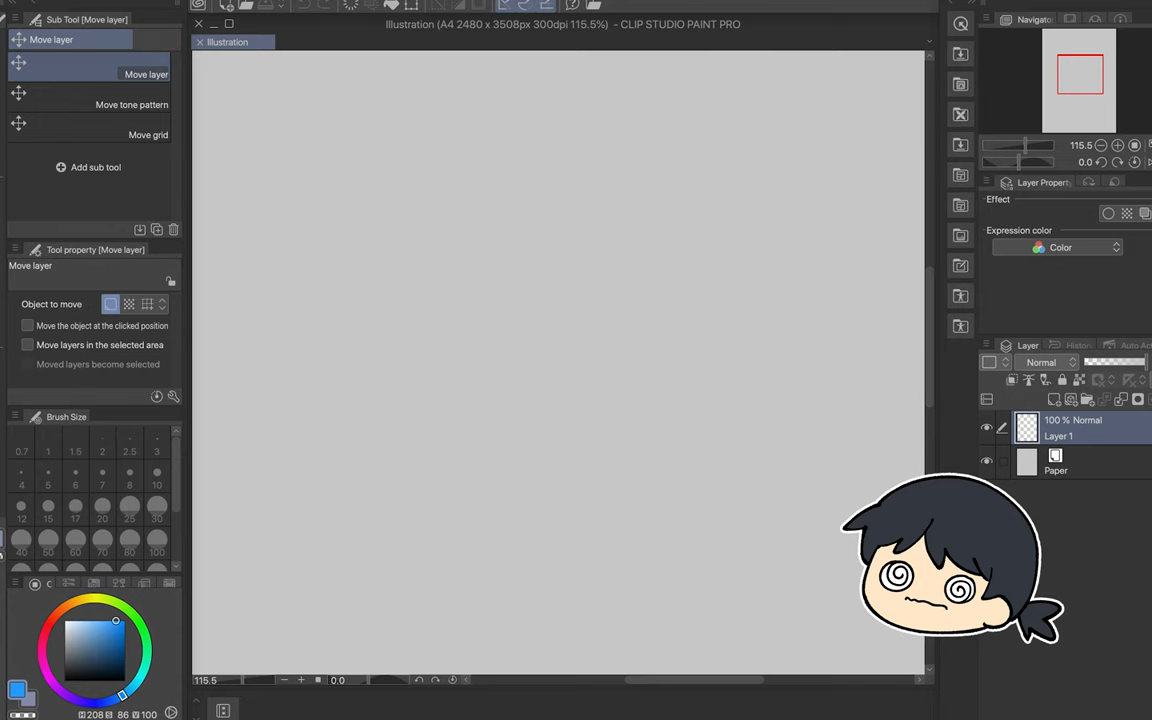 Sub Tool [Move layer]
Move layer
Move layer
Move tone pattern
Move grid
Add sub tool
Tool property [Move layer]
Move layer
Object to move
Move the object at the clicked position
Move layers in the selected area
Moved layers become selected
Brush Size
0.7 1 1.5 2 2.5 3
4 5 6 7 8 10
12 15 17 20 25 30
40 50 60 70 80 100
C
H 208 S 86 V 100
Illustration (A4 2480 x 3508px 300dpi 115.5%) - CLIP STUDIO PAINT PRO
Illustration
115.5
0.0
Navigator
115.5
0.0
Layer Property
Effect
Expression color
Color
Layer
History
Auto Ac
Normal
100 % Normal
Layer 1
Paper